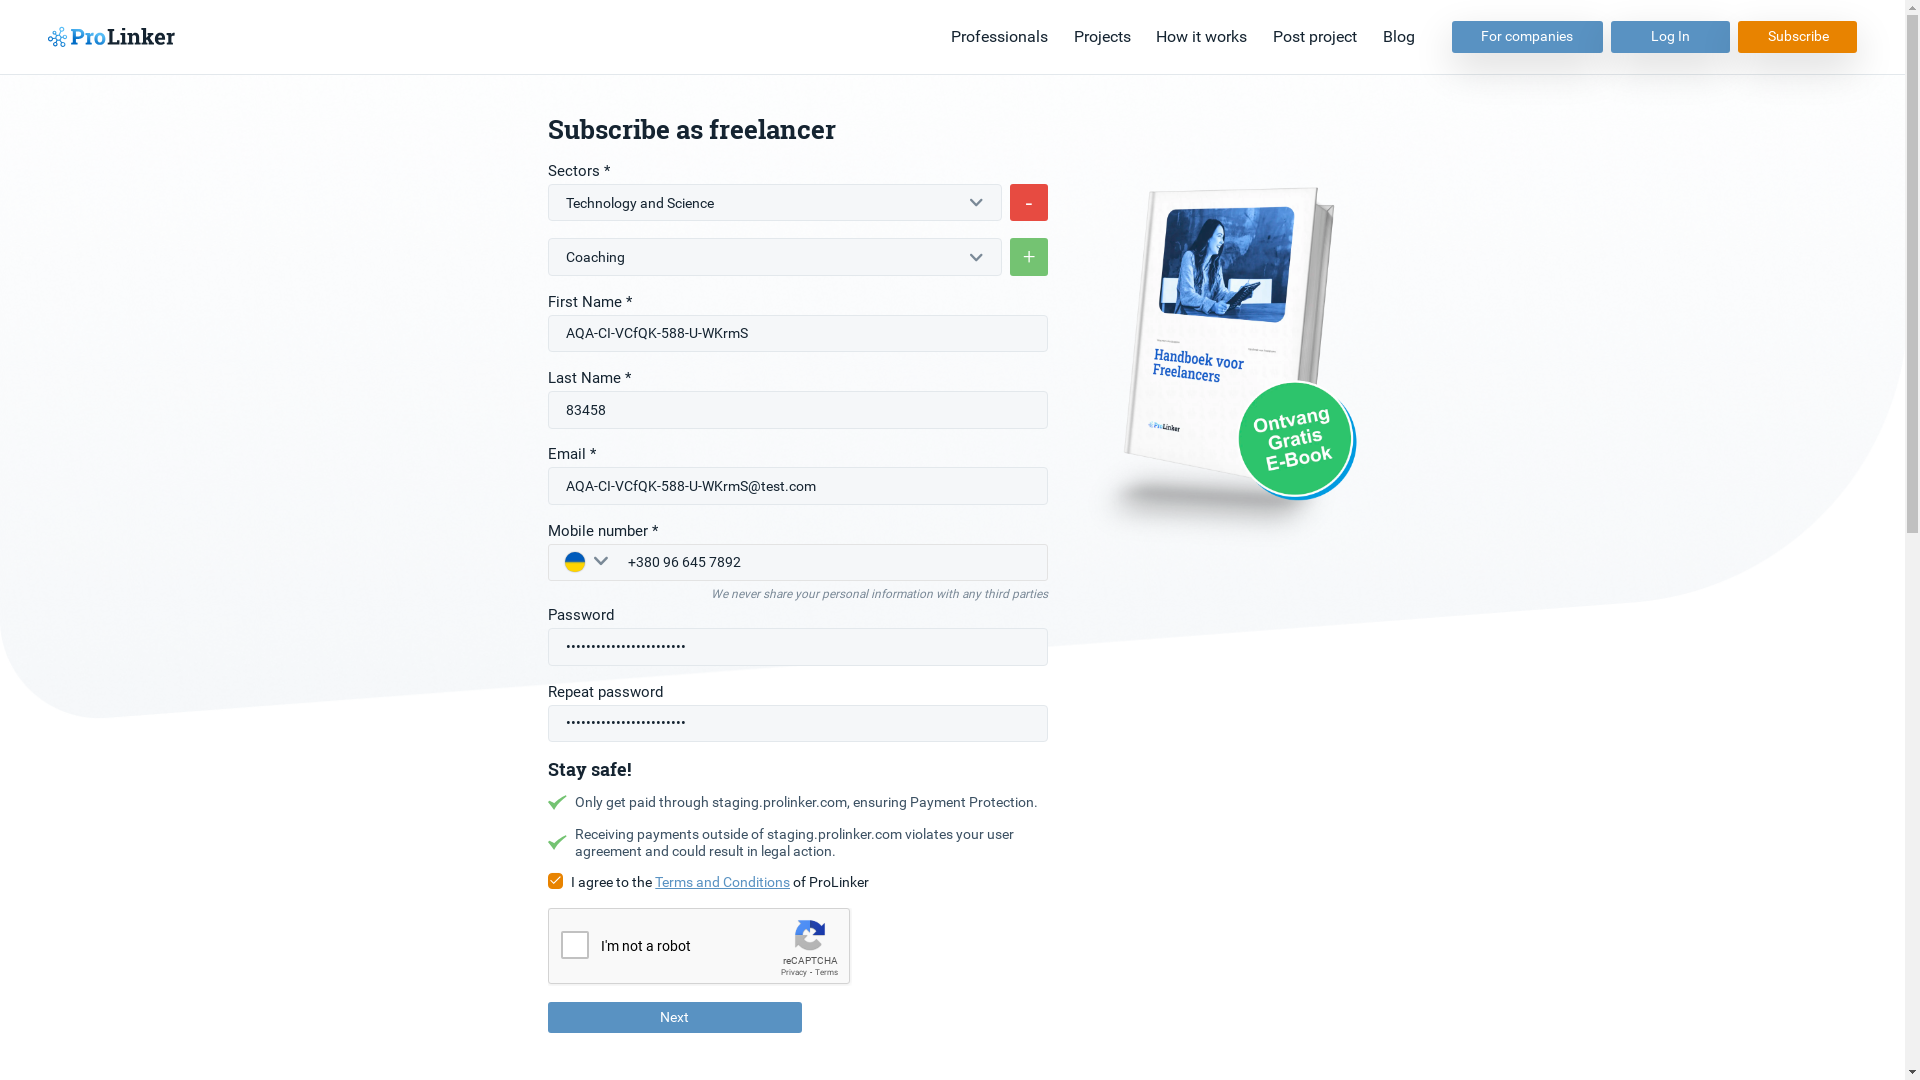 ProLinker
Professionals
Projects
How it works
Post project
Blog
For companies
Log In
Subscribe
Subscribe as freelancer
Sectors *
Technology and Science
-
Coaching
+
First Name *
AQA-CI-VCfQK-588-U-WKrmS
Last Name *
83458
Email *
AQA-CI-VCfQK-588-U-WKrmS@test.com
Mobile number *
+380 96 645 7892
We never share your personal information with any third parties
Password
••••••••••••••••••••••••
Repeat password
••••••••••••••••••••••••
Stay safe!
Only get paid through staging.prolinker.com, ensuring Payment Protection.
Receiving payments outside of staging.prolinker.com violates your user
agreement and could result in legal action.
I agree to the Terms and Conditions of ProLinker
I'm not a robot
reCAPTCHA
Privacy - Terms
Next
Handboek voor
Freelancers
ProLinker
Ontvang
Gratis
E-Book